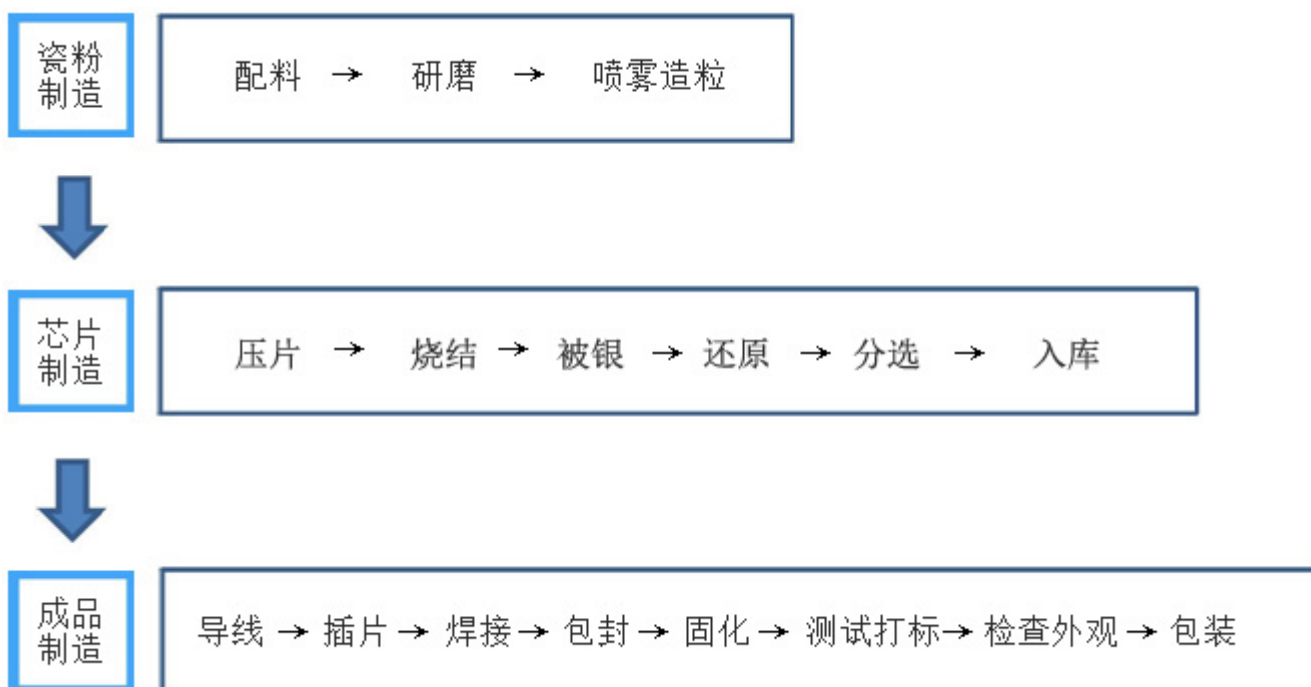 瓷粉
制造
配料 → 研磨 → 喷雾造粒
芯片
制造
压片 → 烧结 → 被银 → 还原 → 分选 → 入库
成品
制造
导线 → 插片 → 焊接 → 包封 → 固化 → 测试打标 → 检查外观 → 包装